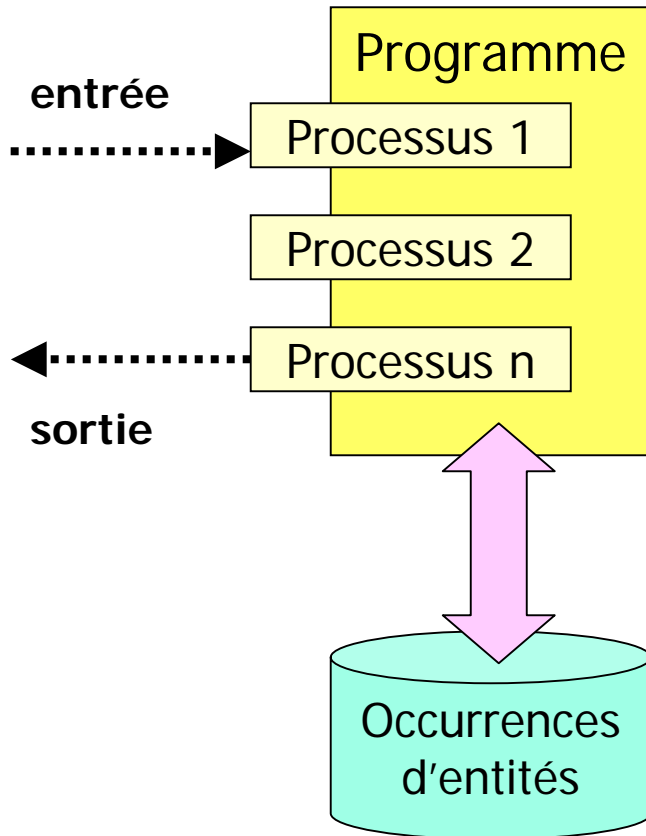 Programme
entrée
Processus 1
Processus 2
Processus n
sortie
Occurrences
d'entités